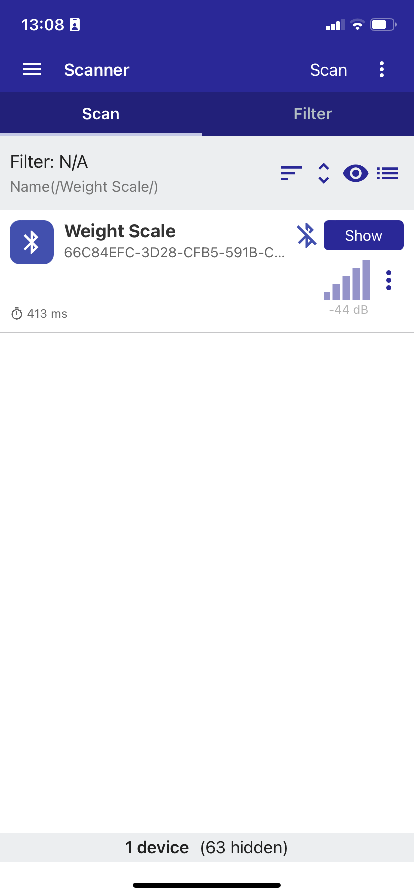 13:08
Scanner
Scan
Scan
Filter
Filter: N/A
Name(/Weight Scale/)
Weight Scale
Show
66C84EFC-3D28-CFB5-591B-C...
-44 dB
413 ms
1 device (63 hidden)